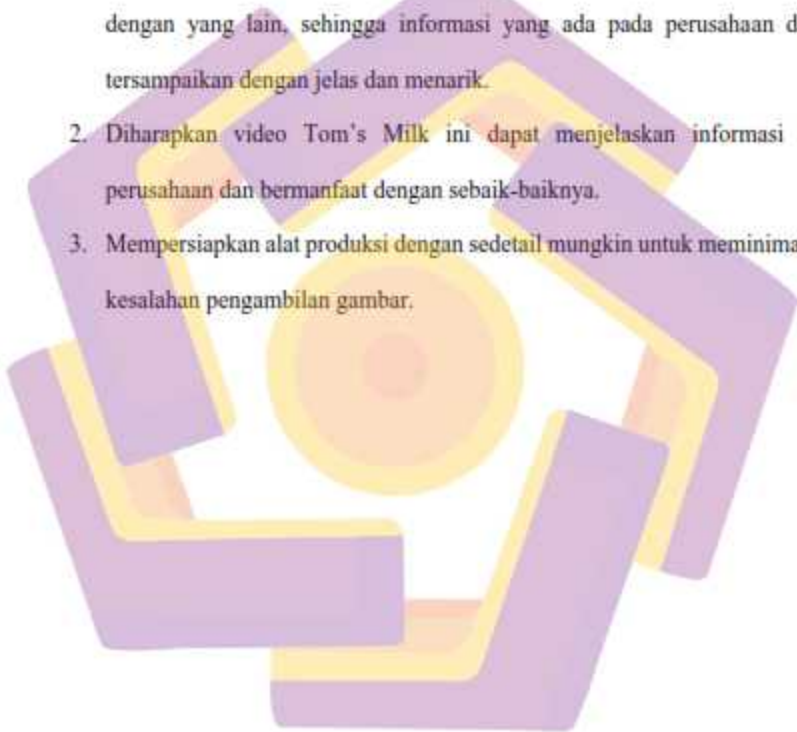 dengan yang lain, sehingga informasi yang ada pada perusahaan d
tersampaikan dengan jelas dan menarik.
2. Diharapkan video Tom's Milk ini dapat menjelaskan informasi
perusahaan dan bermanfaat dengan sebaik-baiknya.
3. Mempersiapkan alat produksi dengan sedetail mungkin untuk meminima
kesalahan pengambilan gambar.